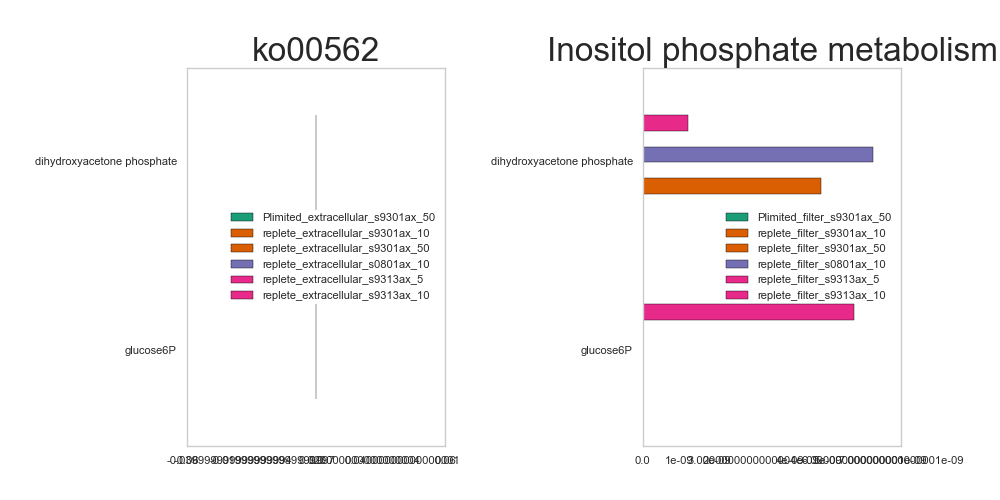 ko00562
Inositol phosphate metabolism
dihydroxyacetone phosphate
glucose6P
Plimited_extracellular_s9301ax_50
replete_extracellular_s9301ax_10
replete_extracellular_s9301ax_50
replete_extracellular_s0801ax_10
replete_extracellular_s9313ax_5
replete_extracellular_s9313ax_10
dihydroxyacetone phosphate
glucose6P
Plimited_filter_s9301ax_50
replete_filter_s9301ax_10
replete_filter_s9301ax_50
replete_filter_s0801ax_10
replete_filter_s9313ax_5
replete_filter_s9313ax_10
0.0
1e-09